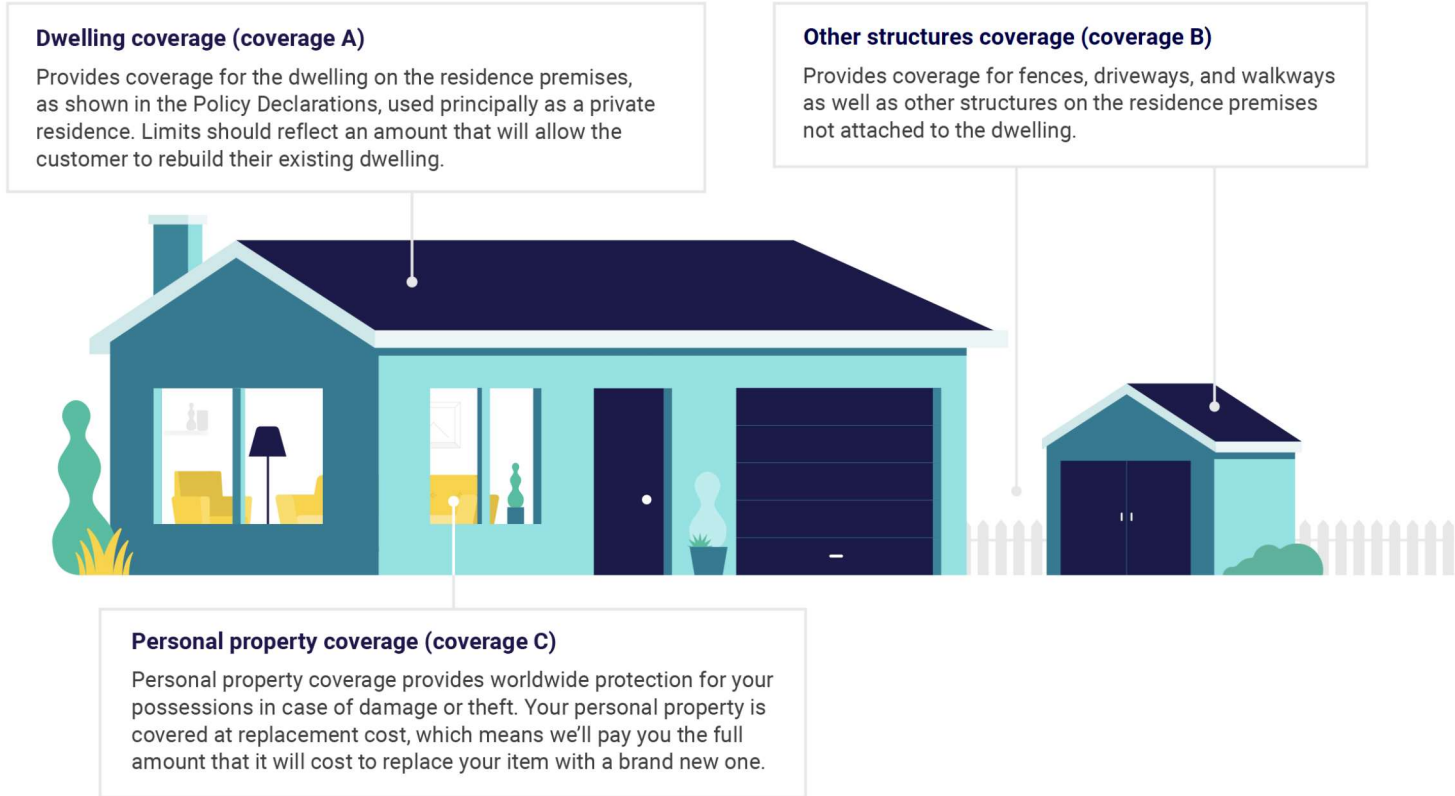 Dwelling coverage (coverage A)
Provides coverage for the dwelling on the residence premises,
as shown in the Policy Declarations, used principally as a private
residence. Limits should reflect an amount that will allow the
customer to rebuild their existing dwelling.
Other structures coverage (coverage B)
Provides coverage for fences, driveways, and walkways
as well as other structures on the residence premises
not attached to the dwelling.
Personal property coverage (coverage C)
Personal property coverage provides worldwide protection for your
possessions in case of damage or theft. Your personal property is
covered at replacement cost, which means we’ll pay you the full
amount that it will cost to replace your item with a brand new one.